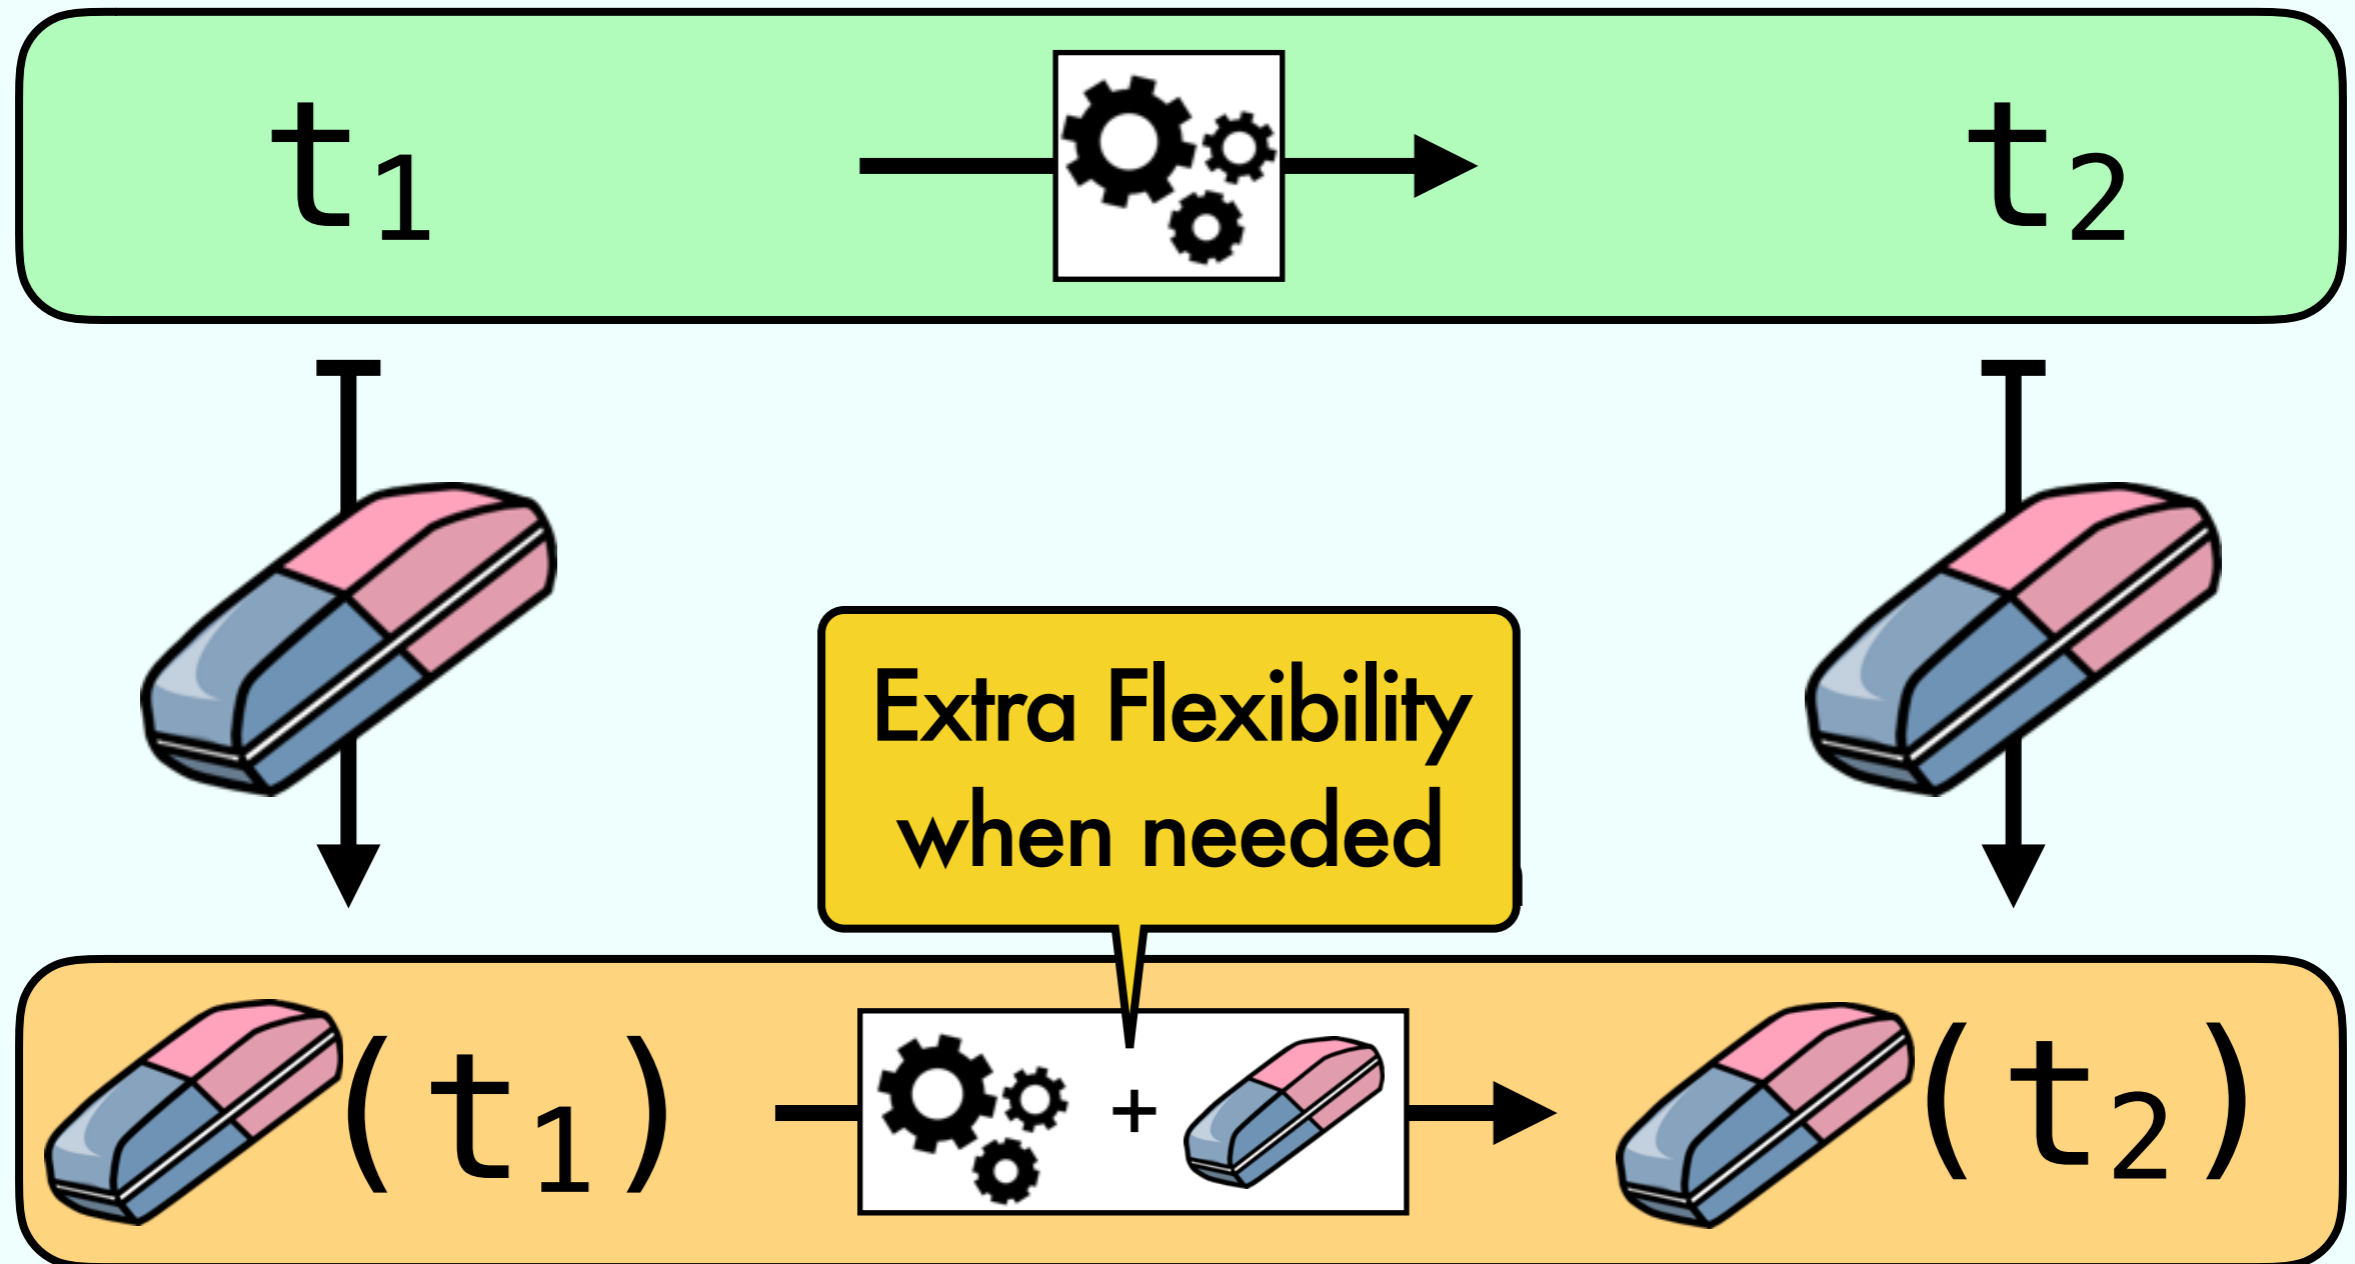 t₁ t₂
Extra Flexibility
when needed
(t₁) + (t₂)